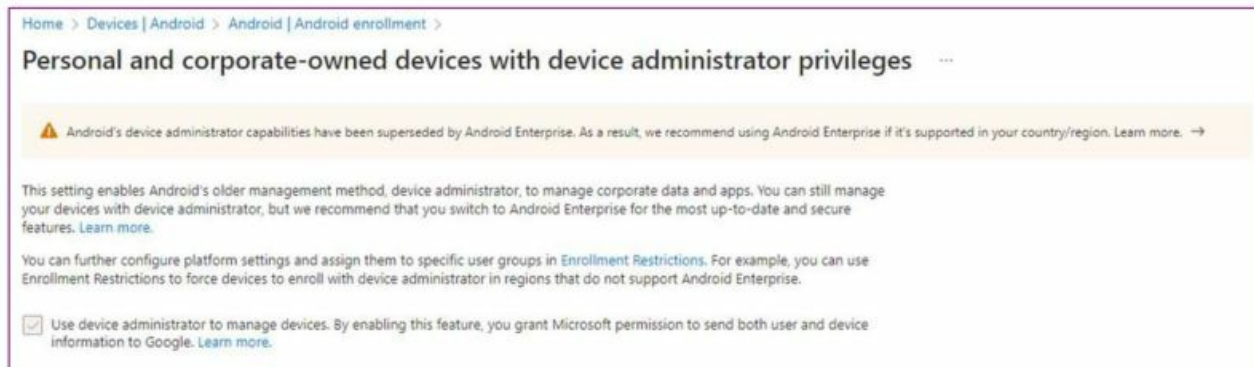 Home > Devices | Android > Android | Android enrollment >
Personal and corporate-owned devices with device administrator privileges ...
Android's device administrator capabilities have been superseded by Android Enterprise. As a result, we recommend using Android Enterprise if it's supported in your country/region. Learn more. →
This setting enables Android's older management method, device administrator, to manage corporate data and apps. You can still manage
your devices with device administrator, but we recommend that you switch to Android Enterprise for the most up-to-date and secure
features. Learn more.
You can further configure platform settings and assign them to specific user groups in Enrollment Restrictions. For example, you can use
Enrollment Restrictions to force devices to enroll with device administrator in regions that do not support Android Enterprise.
Use device administrator to manage devices. By enabling this feature, you grant Microsoft permission to send both user and device
information to Google. Learn more.